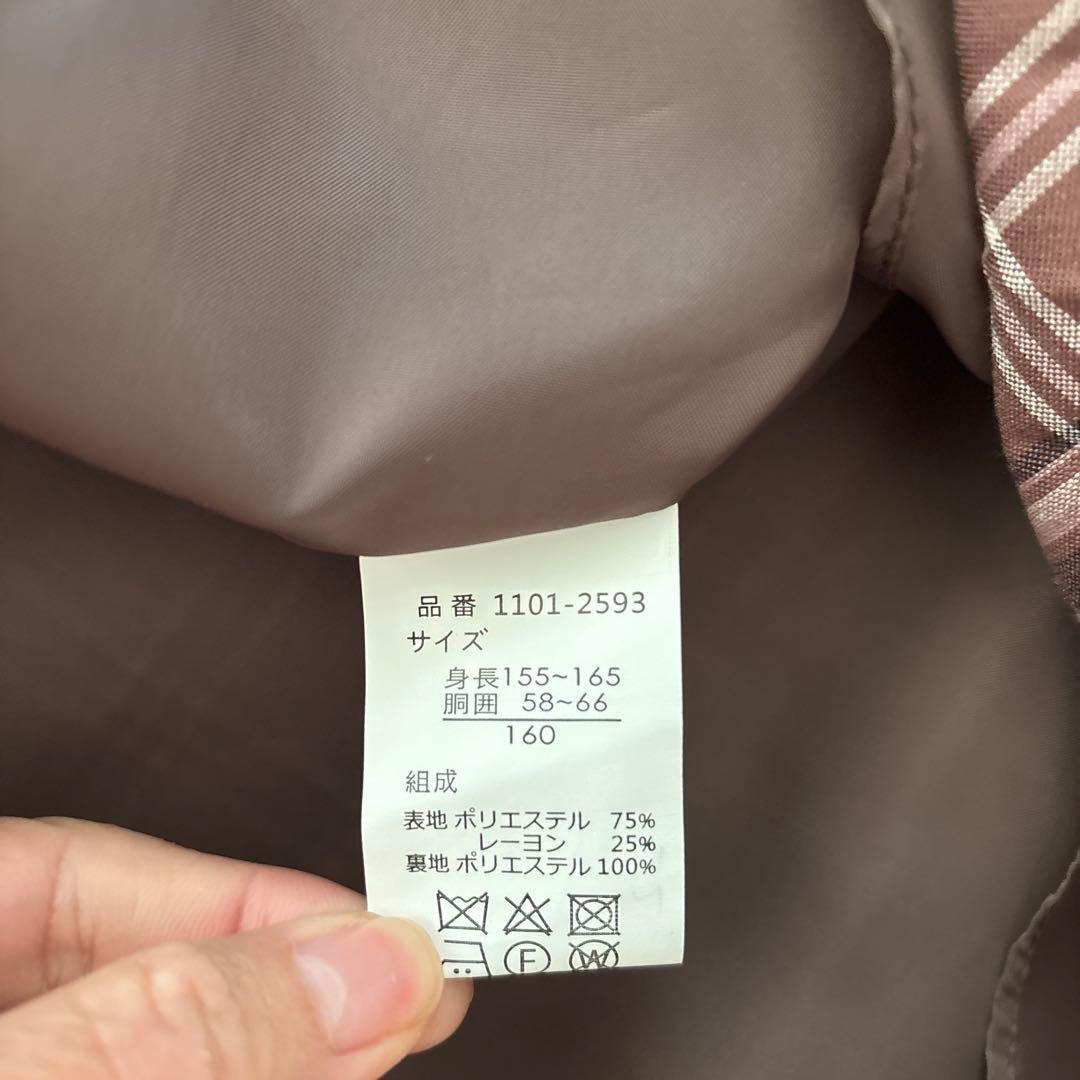 品番 1101-2593
サイズ
身長155~165
胴囲 58~66
160
組成
表地 ポリエステル 75%
レーヨン 25%
裏地 ポリエステル 100%
F
W